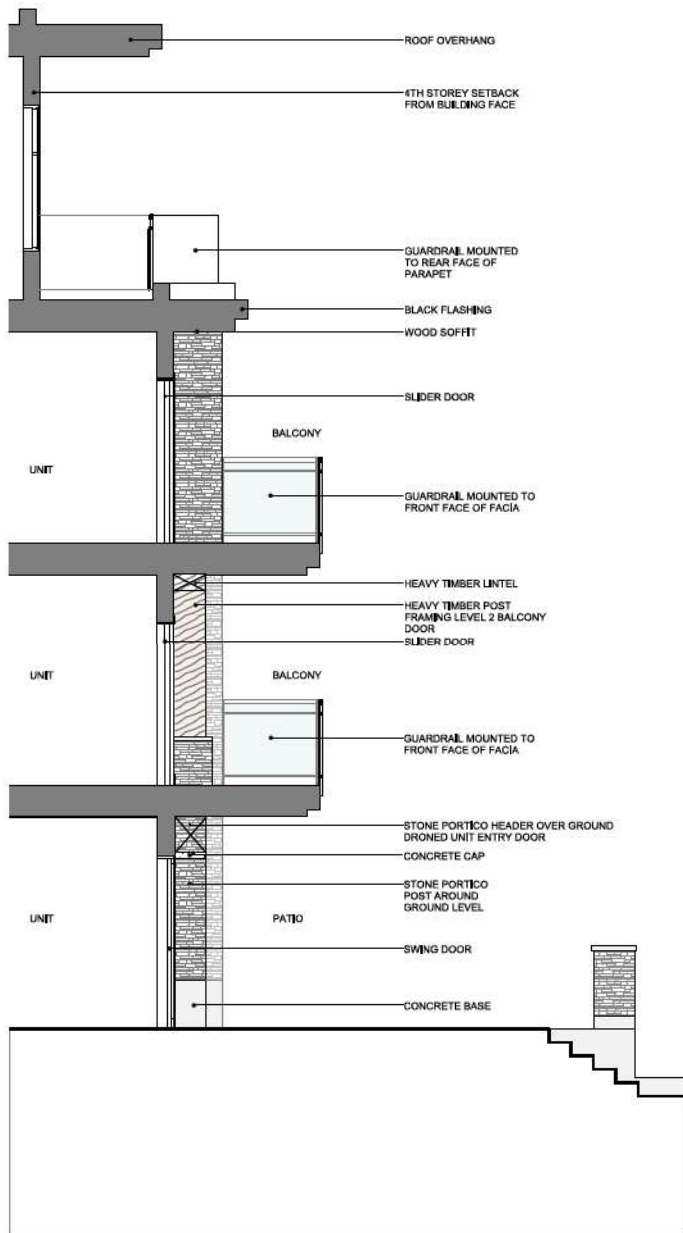 ROOF OVERHANG
4TH STOREY SETBACK
FROM BUILDING FACE
GUARDRAIL MOUNTED
TO REAR FACE OF
PARAPET
BLACK FLASHING
WOOD SOFFIT
SLIDER DOOR
BALCONY
UNIT
GUARDRAIL MOUNTED TO
FRONT FACE OF FACIA
HEAVY TIMBER LINTEL
HEAVY TIMBER POST
FRAMING LEVEL 2 BALCONY
DOOR
SLIDER DOOR
UNIT
BALCONY
GUARDRAIL MOUNTED TO
FRONT FACE OF FACIA
STONE PORTICO HEADER OVER GROUND
DRONED UNIT ENTRY DOOR
CONCRETE CAP
STONE PORTICO
POST AROUND
GROUND LEVEL
UNIT
PATIO
SWING DOOR
CONCRETE BASE